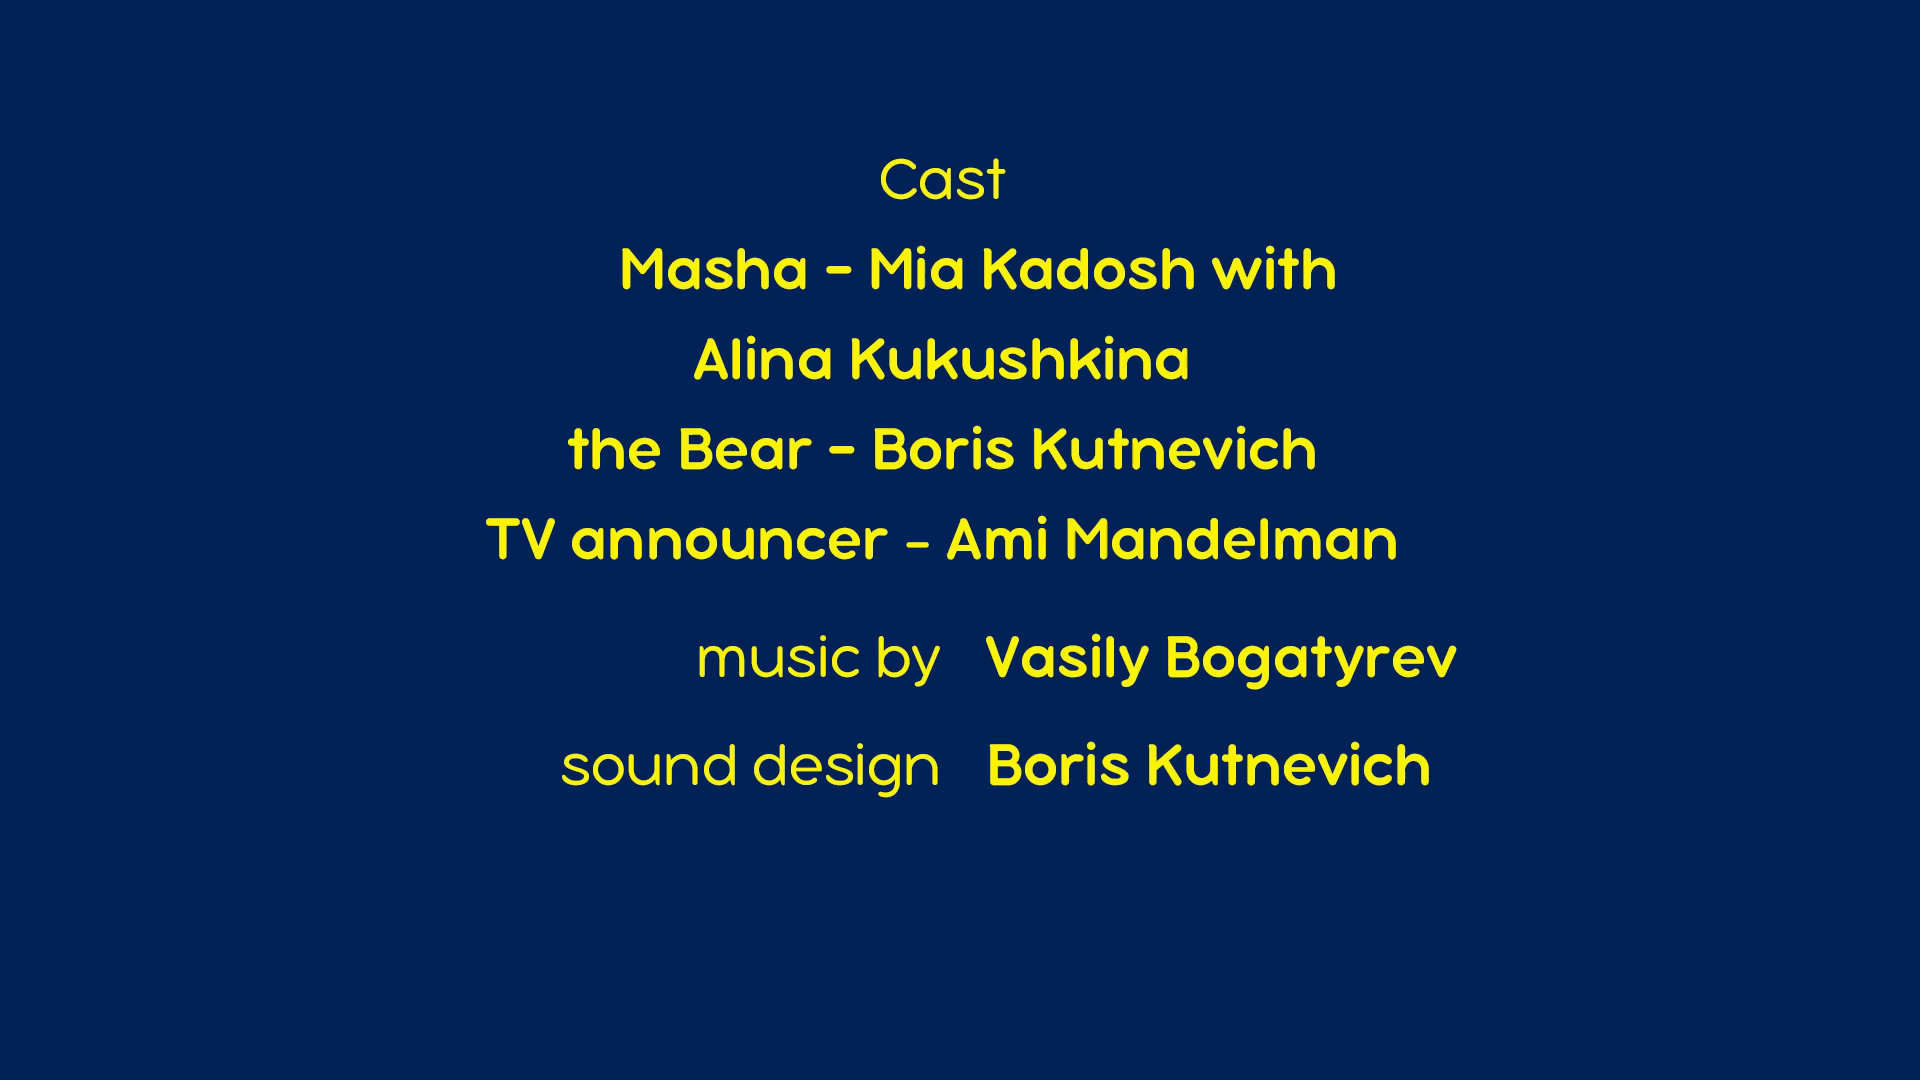 Cast
Masha - Mia Kadosh with
Alina Kukushkina
the Bear - Boris Kutnevich
TV announcer - Ami Mandelman
music by Vasily Bogatyrev
sound design Boris Kutnevich